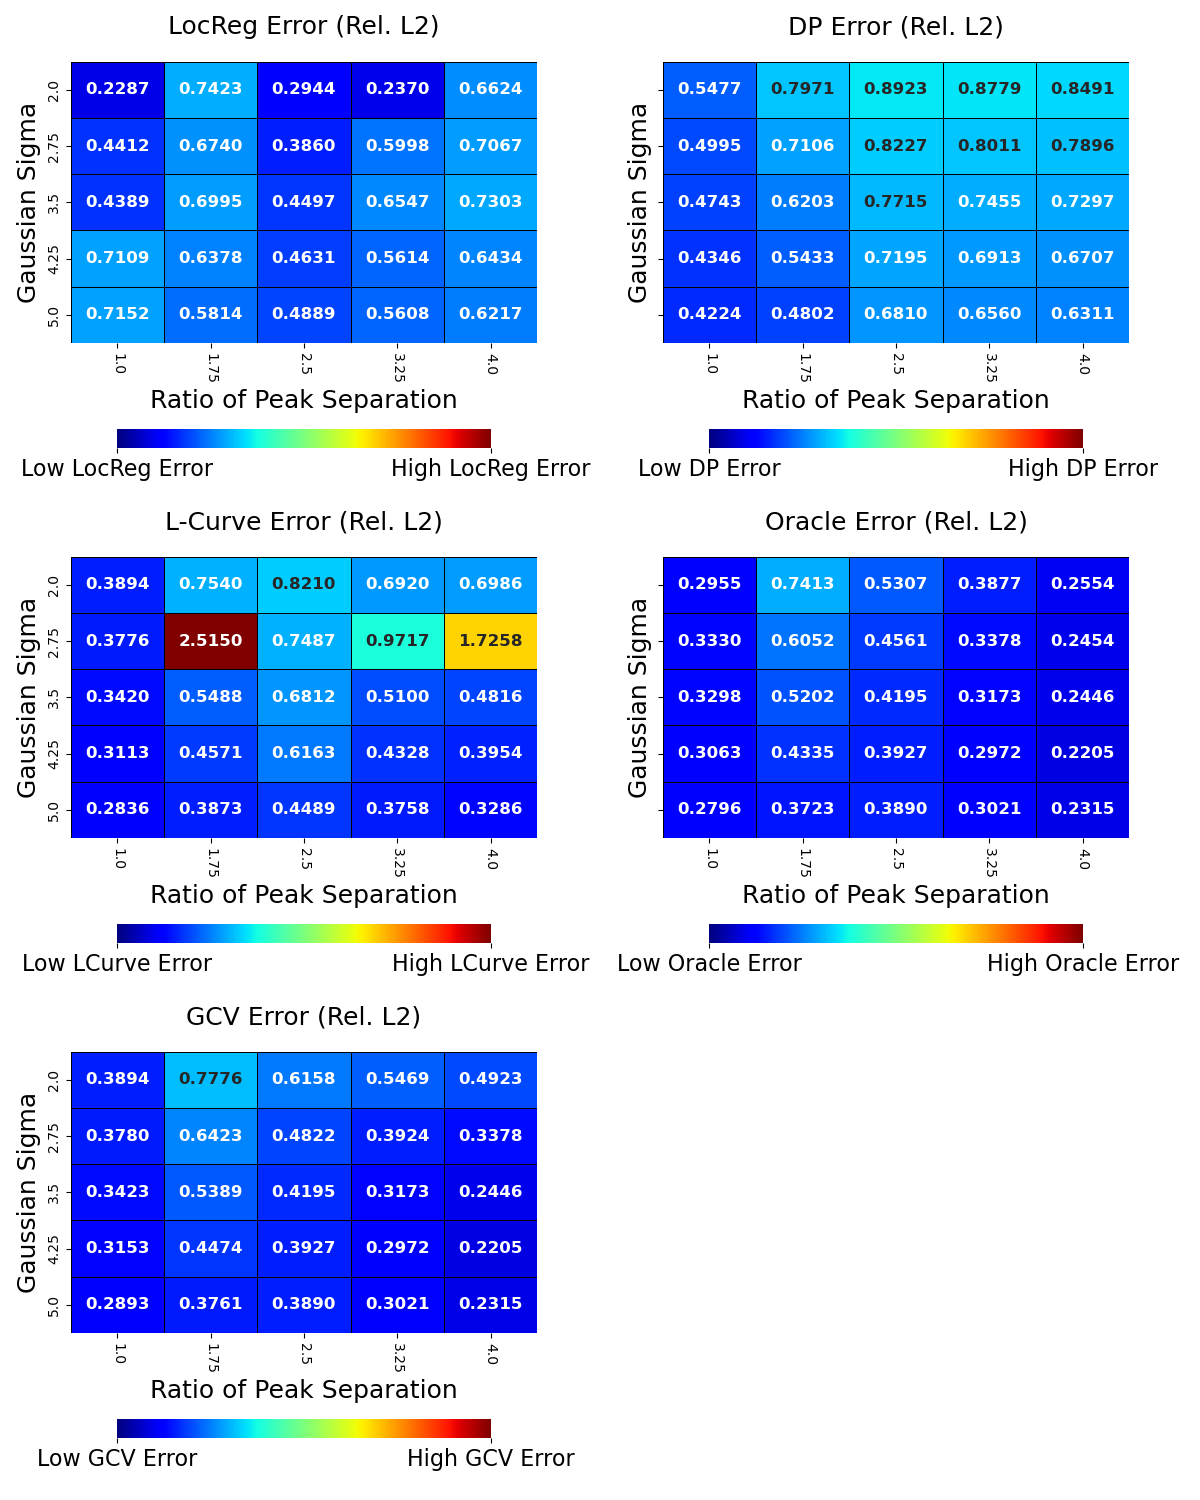 LocReg Error (Rel. L2)
Gaussian Sigma
2.0 0.2287 0.7423 0.2944 0.2370 0.6624
2.75 0.4412 0.6740 0.3860 0.5998 0.7067
3.5 0.4389 0.6995 0.4497 0.6547 0.7303
4.25 0.7109 0.6378 0.4631 0.5614 0.6434
5.0 0.7152 0.5814 0.4889 0.5608 0.6217
1.0 1.75 2.5 3.25 4.0
Ratio of Peak Separation
Low LocReg Error High LocReg Error
DP Error (Rel. L2)
Gaussian Sigma
0.5477 0.7971 0.8923 0.8779 0.8491
0.4995 0.7106 0.8227 0.8011 0.7896
0.4743 0.6203 0.7715 0.7455 0.7297
0.4346 0.5433 0.7195 0.6913 0.6707
0.4224 0.4802 0.6810 0.6560 0.6311
1.0 1.75 2.5 3.25 4.0
Ratio of Peak Separation
Low DP Error High DP Error
L-Curve Error (Rel. L2)
Gaussian Sigma
2.0 0.3894 0.7540 0.8210 0.6920 0.6986
2.75 0.3776 2.5150 0.7487 0.9717 1.7258
3.5 0.3420 0.5488 0.6812 0.5100 0.4816
4.25 0.3113 0.4571 0.6163 0.4328 0.3954
5.0 0.2836 0.3873 0.4489 0.3758 0.3286
1.0 1.75 2.5 3.25 4.0
Ratio of Peak Separation
Low LCurve Error High LCurve Error
Oracle Error (Rel. L2)
Gaussian Sigma
0.2955 0.7413 0.5307 0.3877 0.2554
0.3330 0.6052 0.4561 0.3378 0.2454
0.3298 0.5202 0.4195 0.3173 0.2446
0.3063 0.4335 0.3927 0.2972 0.2205
0.2796 0.3723 0.3890 0.3021 0.2315
1.0 1.75 2.5 3.25 4.0
Ratio of Peak Separation
Low Oracle Error High Oracle Error
GCV Error (Rel. L2)
Gaussian Sigma
2.0 0.3894 0.7776 0.6158 0.5469 0.4923
2.75 0.3780 0.6423 0.4822 0.3924 0.3378
3.5 0.3423 0.5389 0.4195 0.3173 0.2446
4.25 0.3153 0.4474 0.3927 0.2972 0.2205
5.0 0.2893 0.3761 0.3890 0.3021 0.2315
1.0 1.75 2.5 3.25 4.0
Ratio of Peak Separation
Low GCV Error High GCV Error